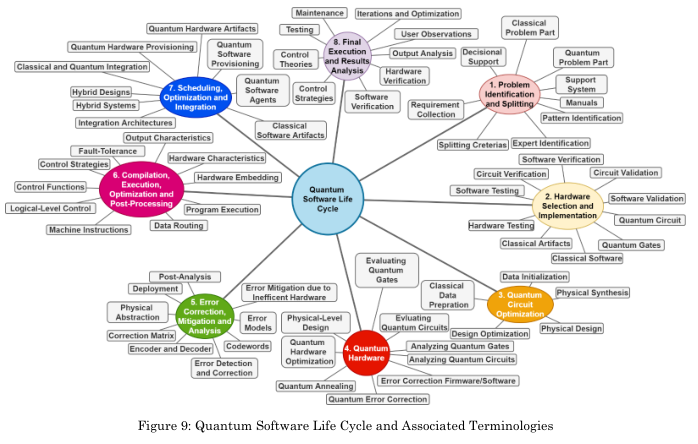 Maintenance
Iterations and Optimization
Testing
User Observations
8. Final
Execution
and Results
Analysis
Control
Theories
Output Analysis
Hardware
Verification
Control
Strategies
Software
Verification
Classical
Problem Part
Decisional
Support
Quantum
Problem Part
Support
System
1. Problem
Identification
and Splitting
Manuals
Requirement
Collection
Pattern Identification
Splitting Creterias
Expert Identification
Quantum Hardware Artifacts
Quantum Hardware Provisioning
Quantum
Software
Provisioning
Classical and Quantum Integration
7. Scheduling,
Optimization and
Integration
Quantum
Software
Agents
Hybrid Designs
Hybrid Systems
Integration Architectures
Classical
Software Artifacts
Output Characteristics
Fault-Tolerance
Control Strategies
Hardware Characteristics
6. Compilation,
Execution,
Optimization and
Post-Processing
Hardware Embedding
Control Functions
Logical-Level Control
Program Execution
Machine Instructions
Data Routing
Quantum
Software Life
Cycle
Software Verification
Circuit Verification
Circuit Validation
Software Testing
Software Validation
2. Hardware
Selection and
Implementation
Hardware Testing
Quantum Circuit
Classical Artifacts
Quantum Gates
Classical Software
Post-Analysis
Deployment
Error Mitigation due to
Inefficent Hardware
Physical
Abstraction
5. Error
Correction,
Mitigation and
Analysis
Error
Models
Correction Matrix
Encoder and Decoder
Codewords
Error Detection
and Correction
Evaluating
Quantum
Gates
Physical-Level
Design
Evluating
Quantum Circuits
Quantum
Hardware
Optimization
4. Quantum
Hardware
Analyzing Quantum Gates
Analyzing Quantum Circuits
Quantum Annealing
Error Correction Firmware/Software
Quantum Error Correction
Data Initialization
Classical
Data
Prepration
Physical Synthesis
3. Quantum
Circuit
Optimization
Design Optimization
Physical Design
Figure 9: Quantum Software Life Cycle and Associated Terminologies